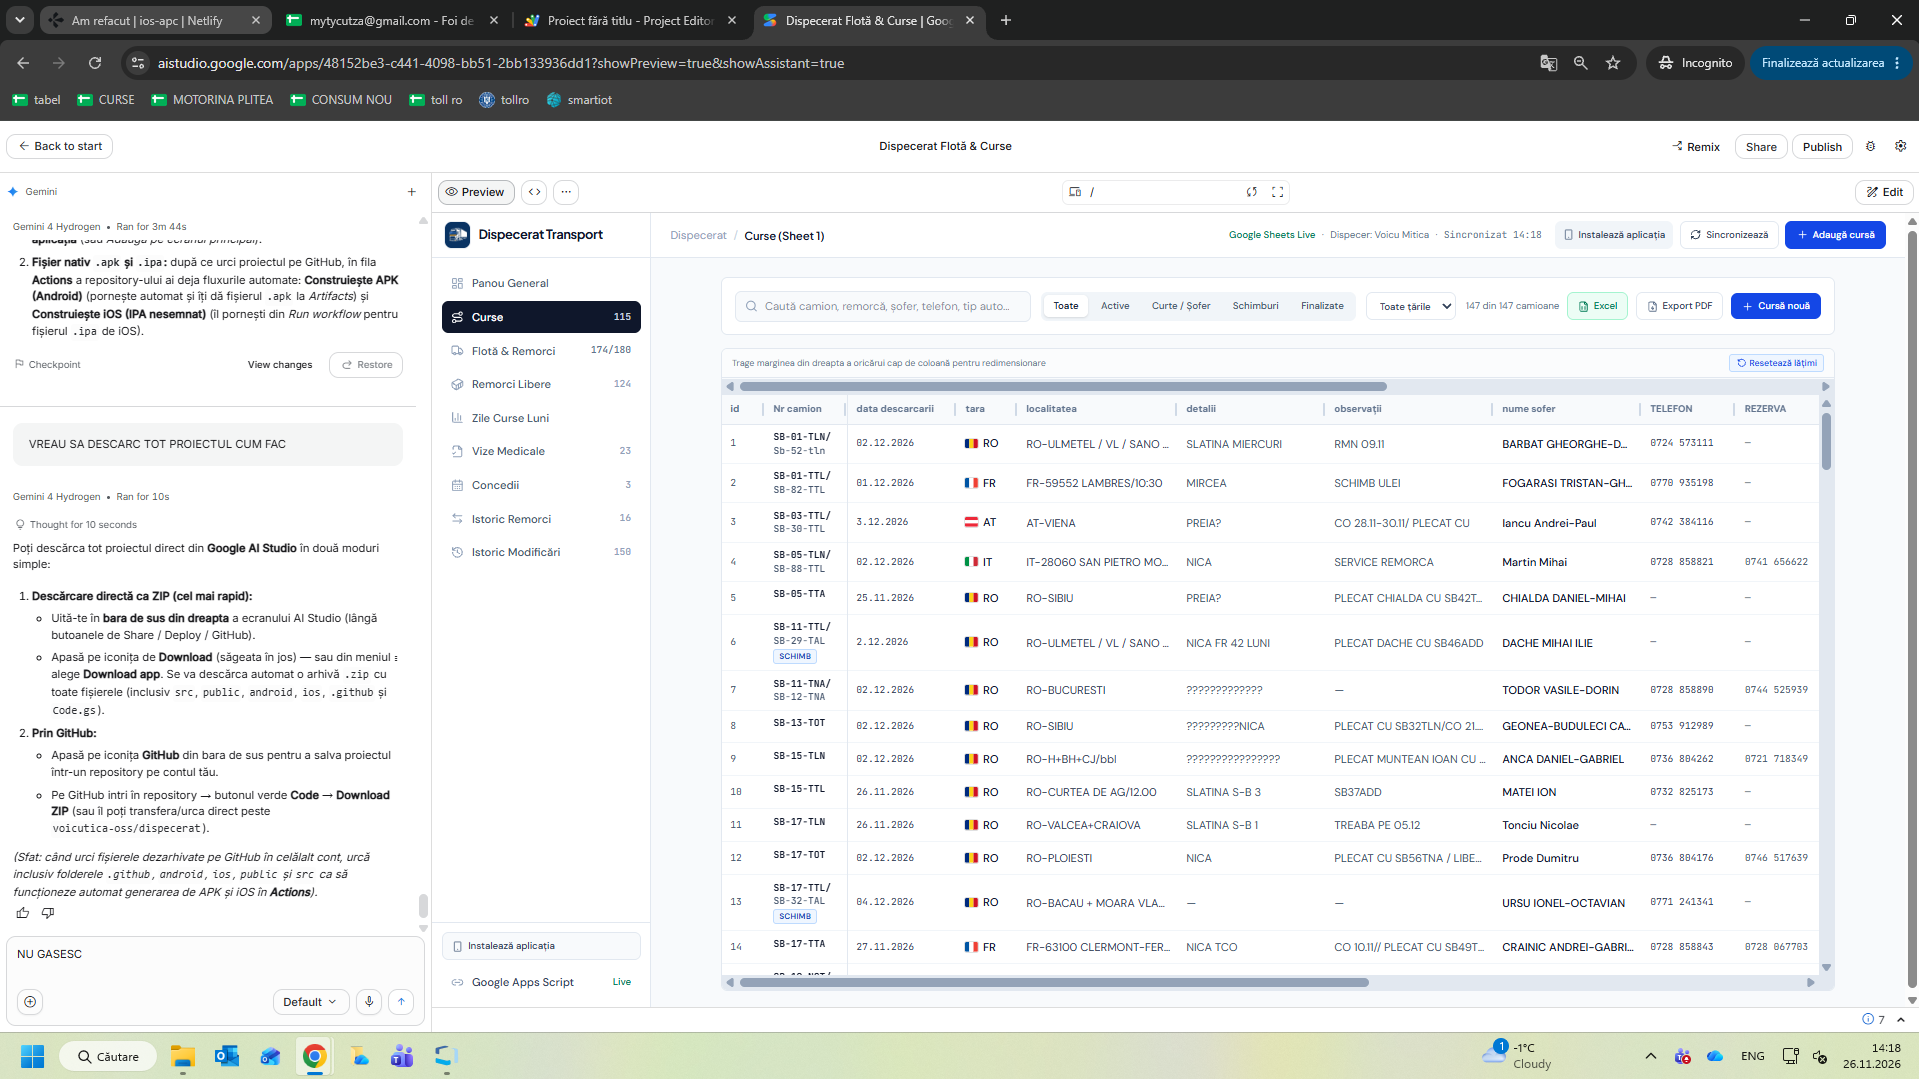 Am refacut | ios-apc | Netlify
mytycutza@gmail.com - Foi de
Proiect fără titlu - Project Editor
Dispecerat Flotă & Curse | Goo
aistudio.google.com/apps/48152be3-c441-4098-bb51-2bb133936dd1?showPreview=true&showAssistant=true
Incognito
Finalizează actualizarea
tabel
CURSE
MOTORINA PLITEA
CONSUM NOU
toll ro
tollro
smartiot
Back to start
Dispecerat Flotă & Curse
Remix
Share
Publish
Gemini
Gemini 4 Hydrogen • Ran for 3m 44s
aplicația (sau Adaugă pe ecranul principal).
2. Fișier nativ .apk și .ipa: după ce urci proiectul pe GitHub, în fila
Actions a repository-ului ai deja fluxurile automate: Construiește APK
(Android) (pornește automat și îți dă fișierul .apk la Artifacts) și
Construiește iOS (IPA nesemnat) (îl pornești din Run workflow pentru
fișierul .ipa de iOS).
Checkpoint
View changes
Restore
VREAU SA DESCARC TOT PROIECTUL CUM FAC
Gemini 4 Hydrogen • Ran for 10s
Thought for 10 seconds
Poți descărca tot proiectul direct din Google AI Studio în două moduri
simple:
1. Descărcare directă ca ZIP (cel mai rapid):
Uită-te în bara de sus din dreapta a ecranului AI Studio (lângă
butoanele de Share / Deploy / GitHub).
Apasă pe iconița de Download (săgeata în jos) — sau din meniul
alege Download app. Se va descărca automat o arhivă .zip cu
toate fișierele (inclusiv src, public, android, ios, .github și
Code.gs).
2. Prin GitHub:
Apasă pe iconița GitHub din bara de sus pentru a salva proiectul
într-un repository pe contul tău.
Pe GitHub intri în repository → butonul verde Code → Download
ZIP (sau îl poți transfera/urca direct peste
voicutica-oss/dispecerat).
(Sfat: când urci fișierele dezarhivate pe GitHub în celălalt cont, urcă
inclusiv folderele .github, android, ios, public și src ca să
funcționeze automat generarea de APK și iOS în Actions).
NU GASESC
Default
Preview
/
Edit
Dispecerat Transport
Panou General
Curse 115
Flotă & Remorci 174/180
Remorci Libere 124
Zile Curse Luni
Vize Medicale 23
Concedii 3
Istoric Remorci 16
Istoric Modificări 150
Instalează aplicația
Google Apps Script Live
Dispecerat / Curse (Sheet 1)
Google Sheets Live · Dispecer: Voicu Mitica · Sincronizat 14:18
Instalează aplicația
Sincronizează
+ Adaugă cursă
Caută camion, remorcă, șofer, telefon, tip auto...
Toate
Active
Curte / Șofer
Schimburi
Finalizate
Toate țările
147 din 147 camioane
Excel
Export PDF
+ Cursă nouă
Trage marginea din dreapta a oricărui cap de coloană pentru redimensionare
Resetează lățimi
id Nr camion data descarcarii tara localitatea detalii observații nume sofer TELEFON REZERVA
1 SB-01-TLN/ Sb-52-tln 02.12.2026 RO RO-ULMETEL / VL / SANO ... SLATINA MIERCURI RMN 09.11 BARBAT GHEORGHE-D... 0724 573111 —
2 SB-01-TTL/ SB-82-TTL 01.12.2026 FR FR-59552 LAMBRES/10:30 MIRCEA SCHIMB ULEI FOGARASI TRISTAN-GH... 0770 935198 —
3 SB-03-TTL/ SB-30-TTL 3.12.2026 AT AT-VIENA PREIA? CO 28.11-30.11/ PLECAT CU Iancu Andrei-Paul 0742 384116 —
4 SB-05-TLN/ SB-88-TTL 02.12.2026 IT IT-28060 SAN PIETRO MO... NICA SERVICE REMORCA Martin Mihai 0728 858821 0741 656622
5 SB-05-TTA 25.11.2026 RO RO-SIBIU PREIA? PLECAT CHIALDA CU SB42T... CHIALDA DANIEL-MIHAI — —
6 SB-11-TTL/ SB-29-TAL SCHIMB 2.12.2026 RO RO-ULMETEL / VL / SANO ... NICA FR 42 LUNI PLECAT DACHE CU SB46ADD DACHE MIHAI ILIE — —
7 SB-11-TNA/ SB-12-TNA 02.12.2026 RO RO-BUCURESTI ????????????? — TODOR VASILE-DORIN 0728 858890 0744 525939
8 SB-13-TOT 02.12.2026 RO RO-SIBIU ?????????NICA PLECAT CU SB32TLN/CO 21.... GEONEA-BUDULECI CA... 0753 912989 —
9 SB-15-TLN 02.12.2026 RO RO-H+BH+CJ/bbl ???????????????? PLECAT MUNTEAN IOAN CU ... ANCA DANIEL-GABRIEL 0736 804262 0721 718349
10 SB-15-TTL 26.11.2026 RO RO-CURTEA DE AG/12.00 SLATINA S-B 3 SB37ADD MATEI ION 0732 825173 —
11 SB-17-TLN 26.11.2026 RO RO-VALCEA+CRAIOVA SLATINA S-B 1 TREABA PE 05.12 Tonciu Nicolae — —
12 SB-17-TOT 02.12.2026 RO RO-PLOIESTI NICA PLECAT CU SB56TNA / LIBE... Prode Dumitru 0736 804176 0746 517639
13 SB-17-TTL/ SB-32-TAL SCHIMB 04.12.2026 RO RO-BACAU + MOARA VLA... — — URSU IONEL-OCTAVIAN 0771 241341 —
14 SB-17-TTA 27.11.2026 FR FR-63100 CLERMONT-FER... NICA TCO CO 10.11// PLECAT CU SB49T... CRAINIC ANDREI-GABRI... 0728 858843 0728 067703
7
Căutare
1
-1°C
Cloudy
ENG
14:18
26.11.2026